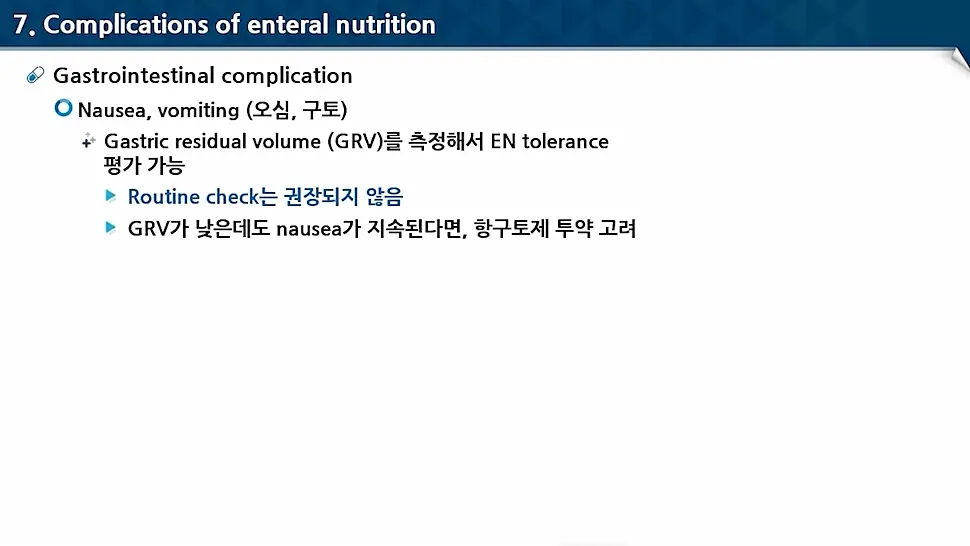 7. Complications of enteral nutrition
Gastrointestinal complication
Nausea, vomiting (오심, 구토)
Gastric residual volume (GRV)를 측정해서 EN tolerance
평가 가능
Routine check는 권장되지 않음
GRV가 낮은데도 nausea가 지속된다면, 항구토제 투약 고려